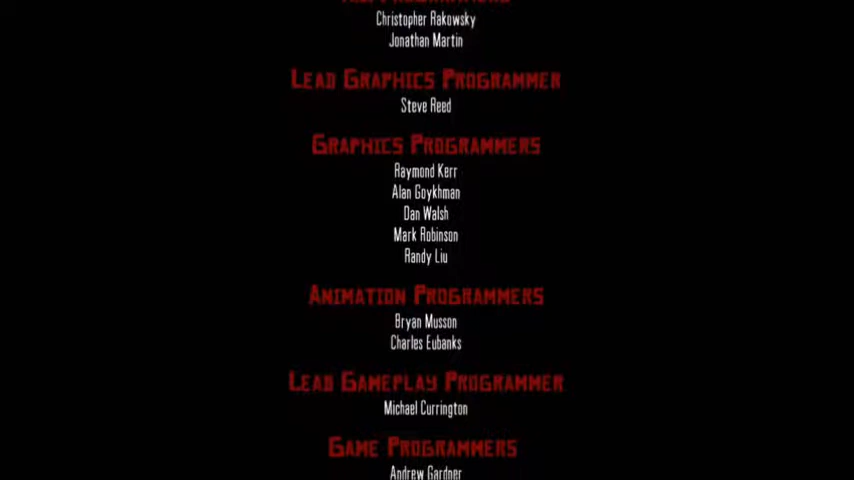 Christopher Rakowsky
Jonathan Martin
Lead Graphics Programmer
Steve Reed
Graphics Programmers
Raymond Kerr
Alan Goykhman
Dan Walsh
Mark Robinson
Randy Liu
Animation Programmers
Bryan Musson
Charles Eubanks
Lead Gameplay Programmer
Michael Currington
Game Programmers
Andrew Gardner